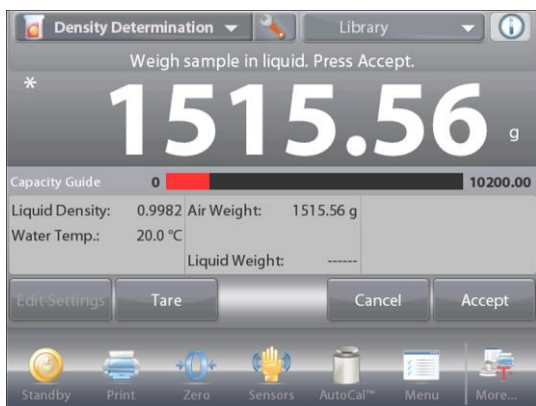 Density Determination Library
Weigh sample in liquid. Press Accept.
* 1515.56 g
Capacity Guide 0 10200.00
Liquid Density: 0.9982 Air Weight: 1515.56 g
Water Temp.: 20.0 °C
Liquid Weight: ------
Edit Settings Tare Cancel Accept
Standby Print Zero Sensors AutoCal™ Menu More...